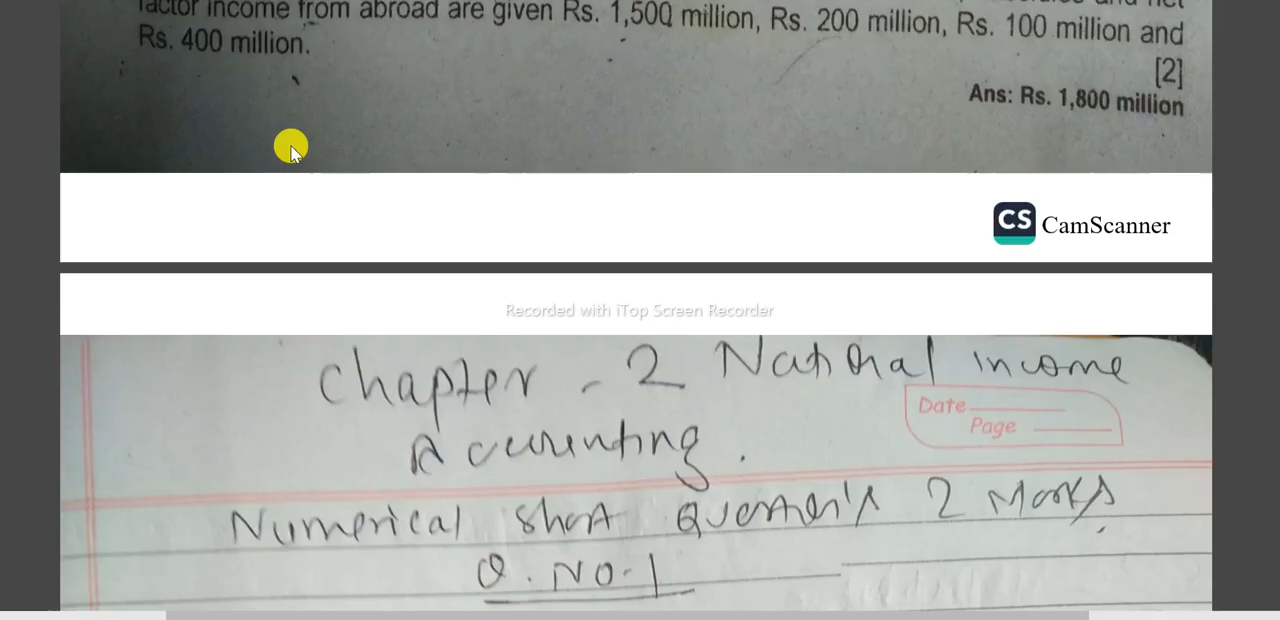 factor income from abroad are given Rs. 1,500 million, Rs. 200 million, Rs. 100 million and
Rs. 400 million.
[2]
Ans: Rs. 1,800 million
CS CamScanner
Recorded with iTop Screen Recorder
Chapter - 2 National income
Accounting.
Date
Page
Numerical short Question's 2 Marks
Q. NO. 1